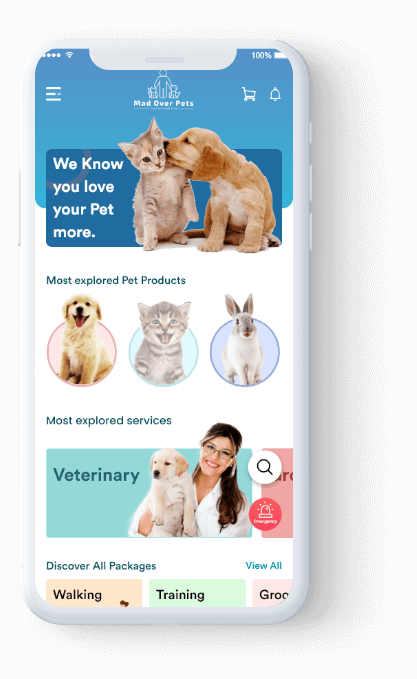 100%
Mad Over Pets
We Know
you love
your Pet
more.
Most explored Pet Products
Most explored services
Veterinary
Emergency
Discover All Packages View All
Walking Training Groo